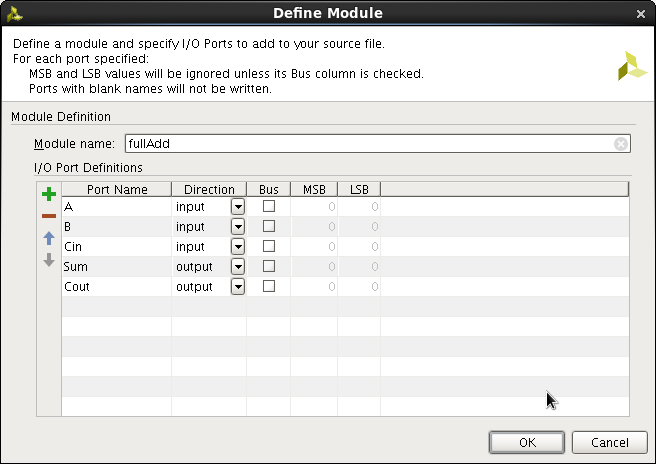 Define Module
Define a module and specify I/O Ports to add to your source file.
For each port specified:
MSB and LSB values will be ignored unless its Bus column is checked.
Ports with blank names will not be written.
Module Definition
Module name: fullAdd
I/O Port Definitions
Port Name Direction Bus MSB LSB
A input 0 0
B input 0 0
Cin input 0 0
Sum output 0 0
Cout output 0 0
OK Cancel